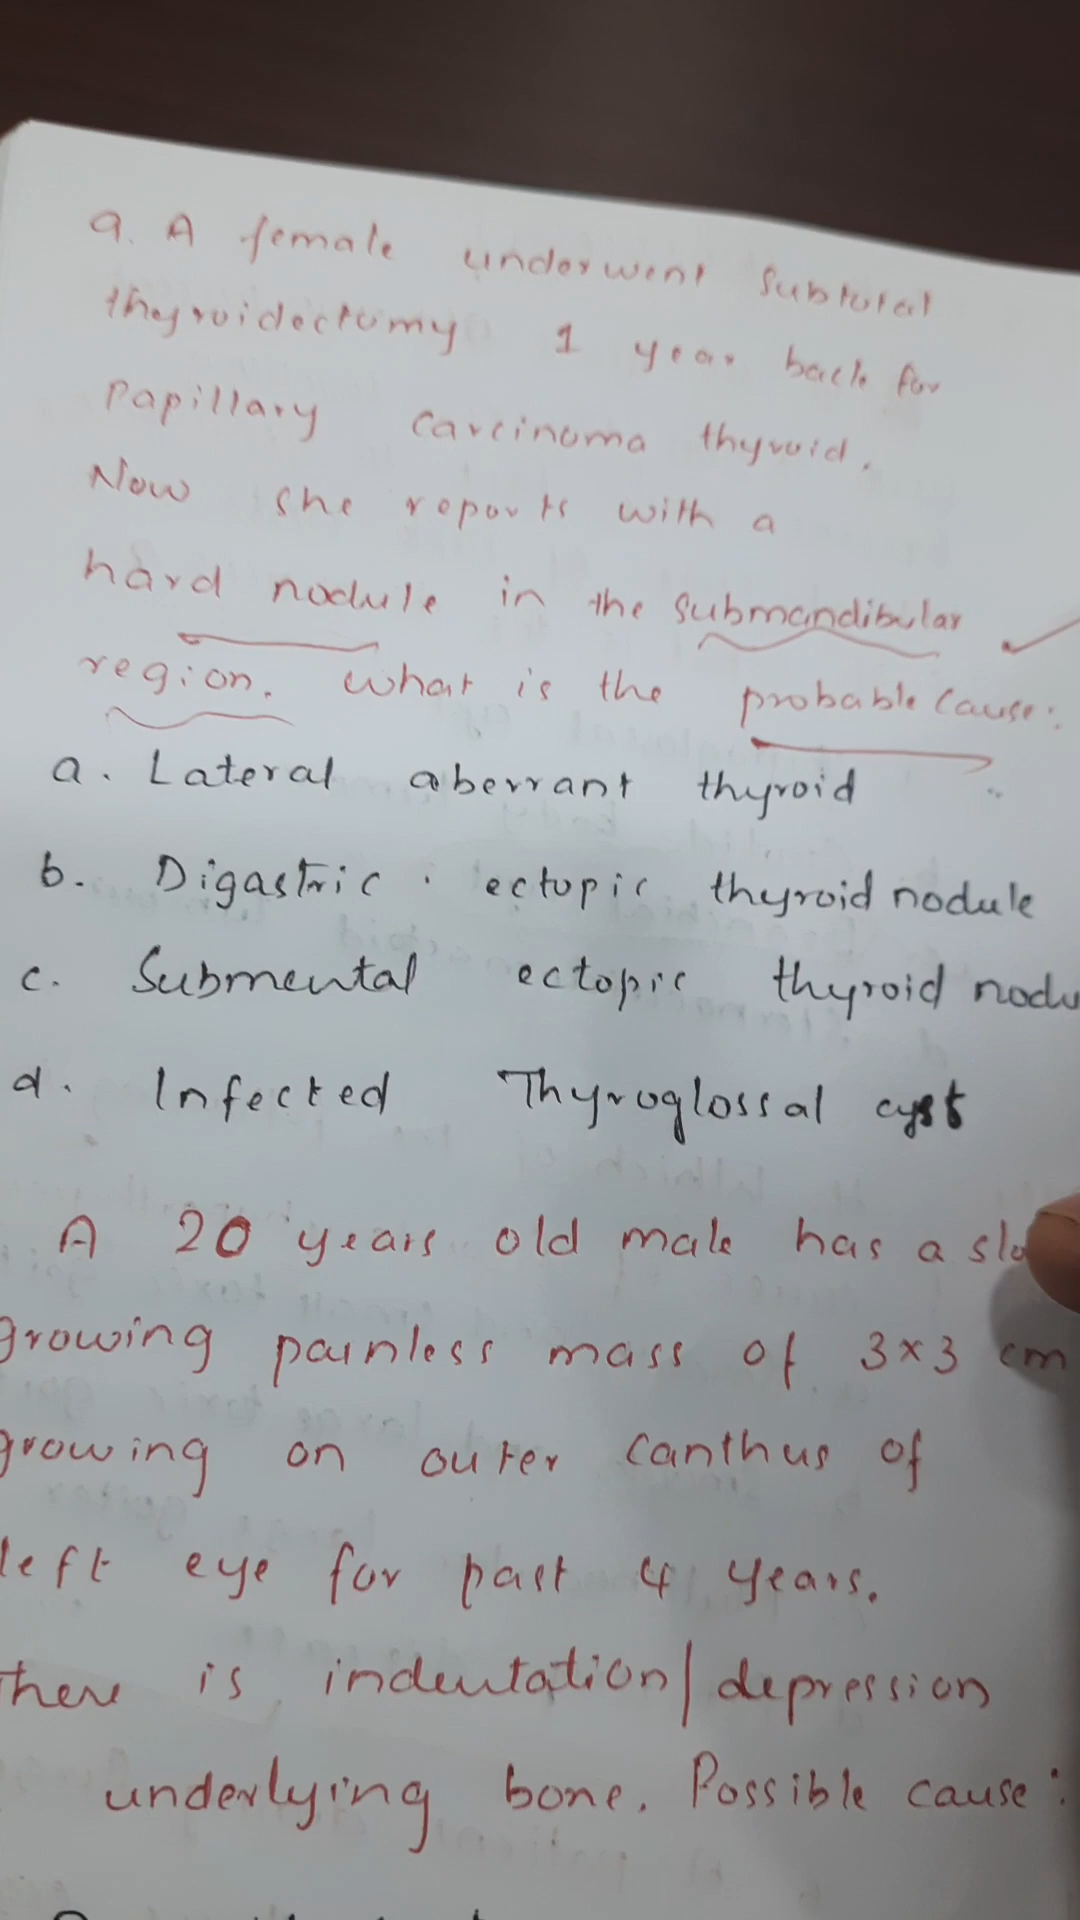 9. A female underwent Subtotal
thyroidectomy 1 year back for
Papillary carcinoma thyroid.
Now she reports with a
hard nodule in the submandibular
region. what is the probable cause:
a. Lateral aberrant thyroid
b. Digastric ectopic thyroid nodule
c. Submental ectopic thyroid nodu
d. Infected Thyroglossal cyst
A 20 years old male has a slo
growing painless mass of 3x3 cm
growing on outer canthus of
left eye for past 4 years.
There is indentation/depression
underlying bone. Possible cause: